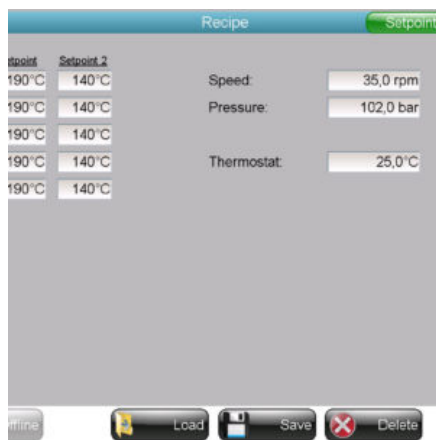 Recipe Setpoint
Setpoint 2
190°C 140°C Speed: 35,0 rpm
190°C 140°C Pressure: 102,0 bar
190°C 140°C
190°C 140°C Thermostat: 25,0°C
190°C 140°C
Load Save Delete